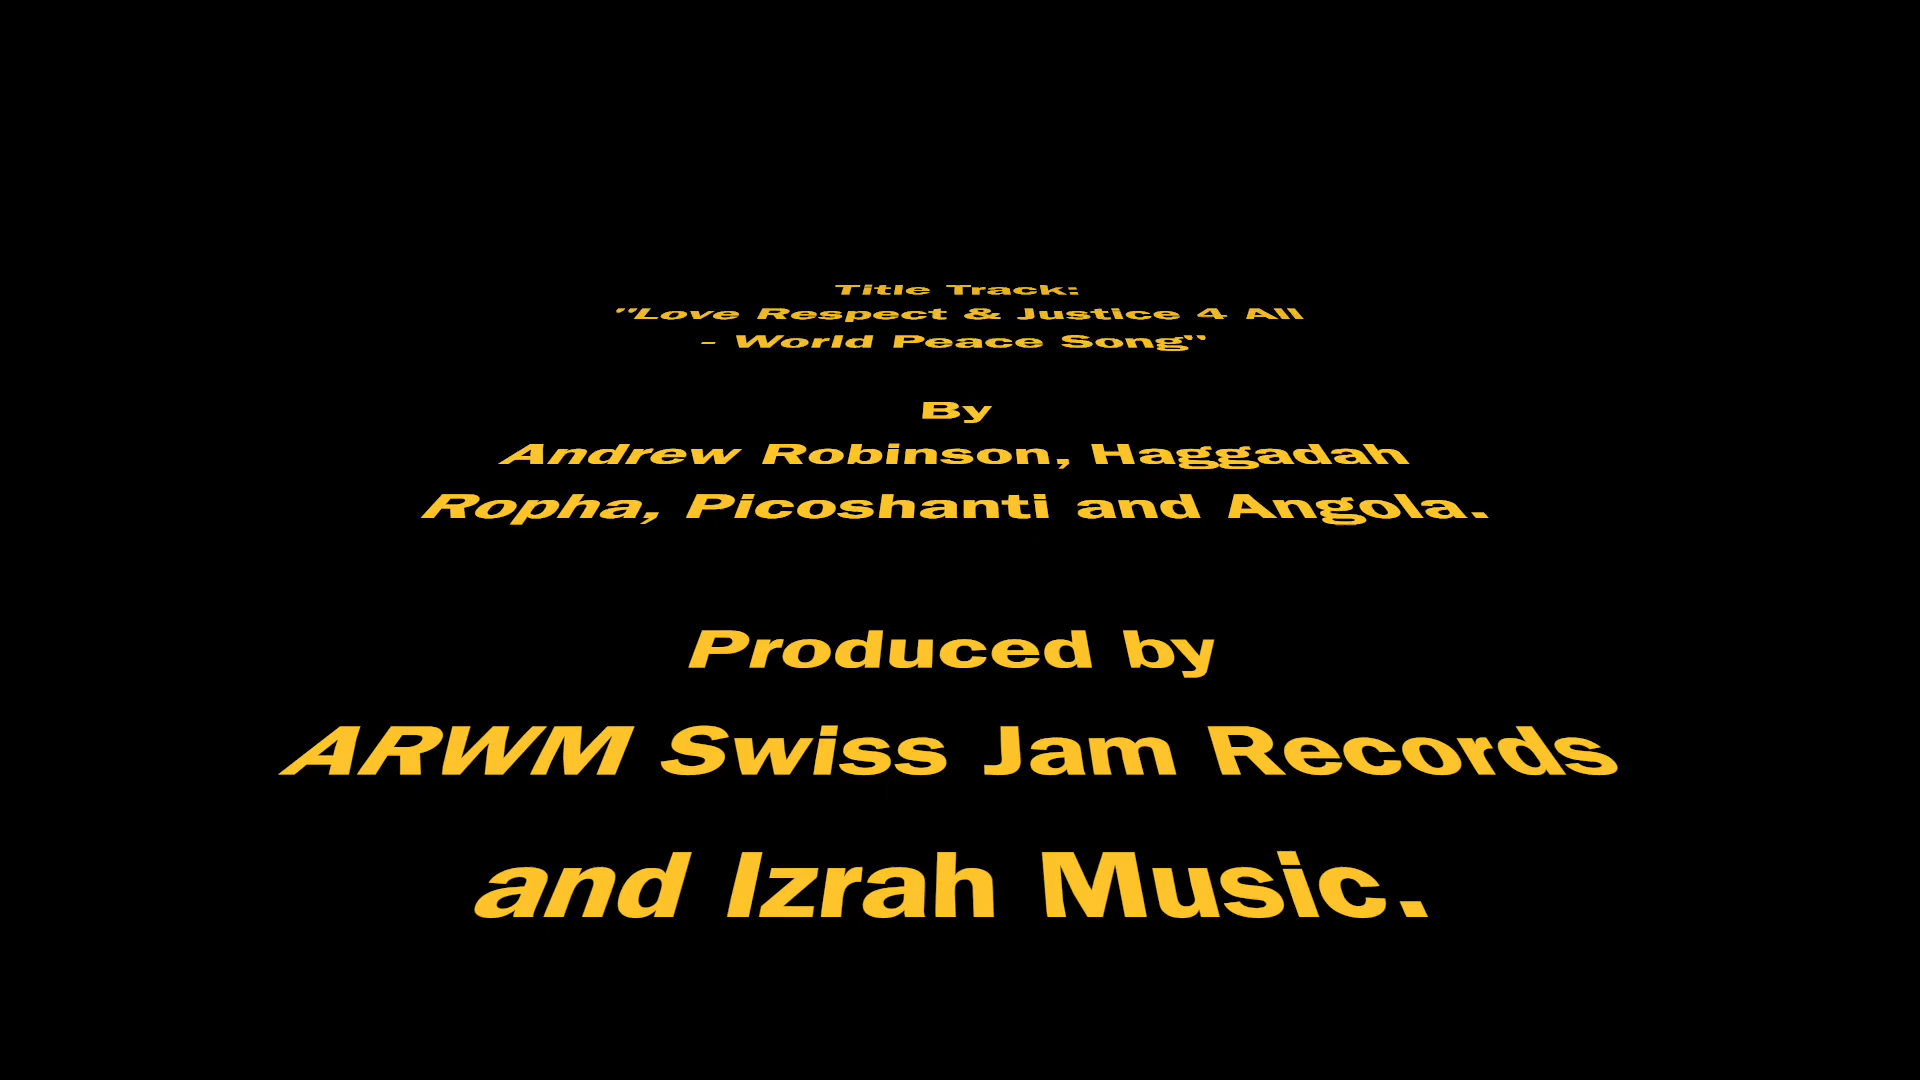 Title Track:
"Love Respect & Justice 4 All
- World Peace Song"
By
Andrew Robinson, Haggadah
Ropha, Picoshanti and Angola.
Produced by
ARWM Swiss Jam Records
and Izrah Music.